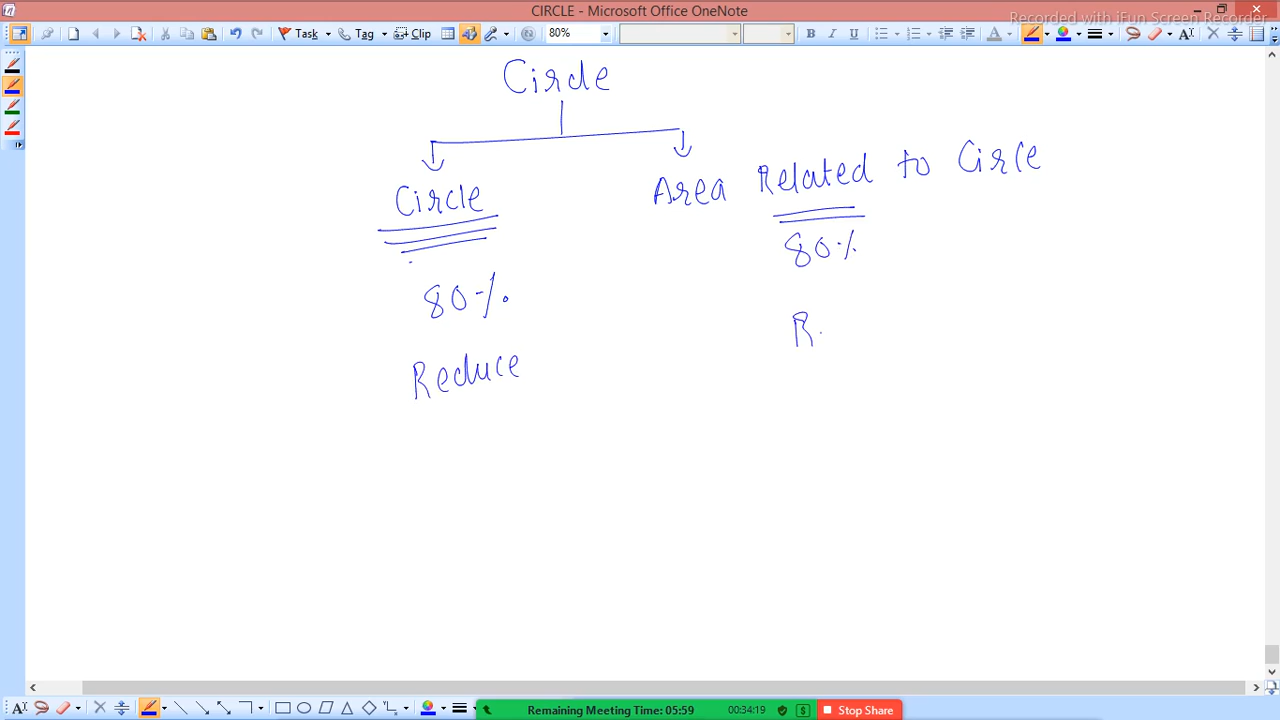 CIRCLE - Microsoft Office OneNote
Recorded with iFun Screen Recorder
Task Tag Clip 80% B I U
Circle
Circle Area Related to Circle
80% 80%
Reduce R
Remaining Meeting Time: 05:59 00:34:19 Stop Share